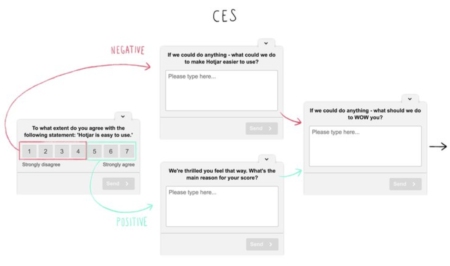 CES
NEGATIVE
If we could do anything - what could we do
to make Hotjar easier to use?
Please type here...
Send
To what extent do you agree with the
following statement: 'Hotjar is easy to use.'
1 2 3 4 5 6 7
Strongly disagree Strongly agree
Send
If we could do anything - what should we do
to WOW you?
Please type here...
Send
We're thrilled you feel that way. What's the
main reason for your score?
Please type here...
Send
POSITIVE